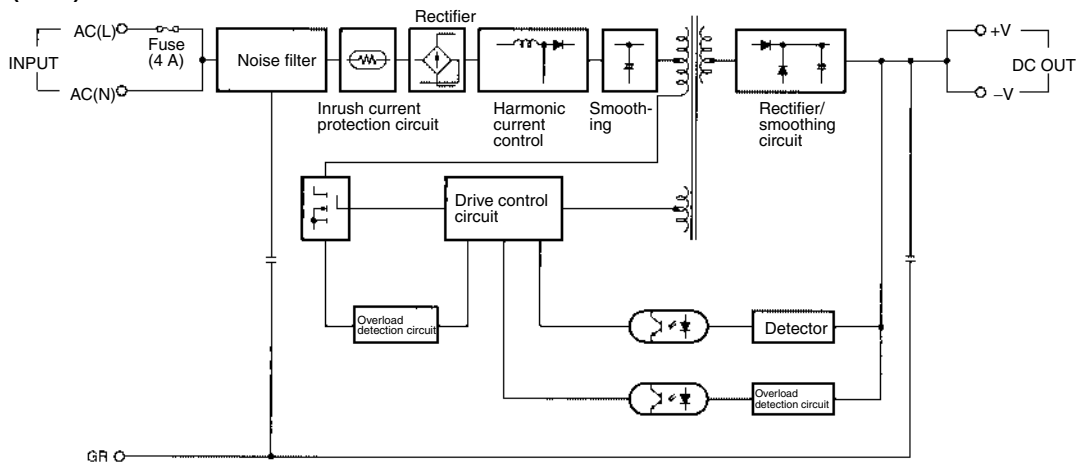 AC(L)
Fuse
(4 A)
INPUT
AC(N)
Noise filter
Inrush current
protection circuit
Rectifier
Harmonic
current
control
Smooth-
ing
Rectifier/
smoothing
circuit
+V
DC OUT
–V
Drive control
circuit
Overload
detection circuit
Detector
Overload
detection circuit
GR